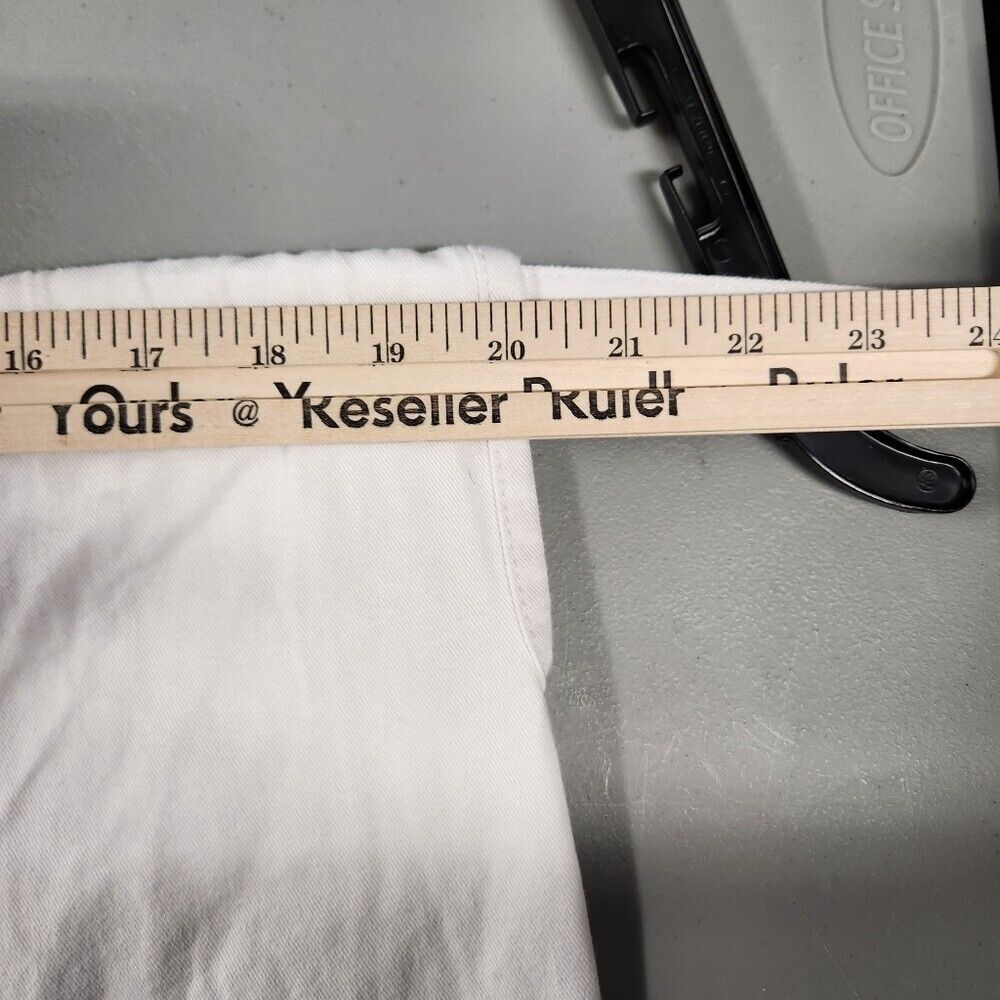 OFFICE S
16 17 18 19 20 21 22 23 24
Yours @ Reseller Ruler